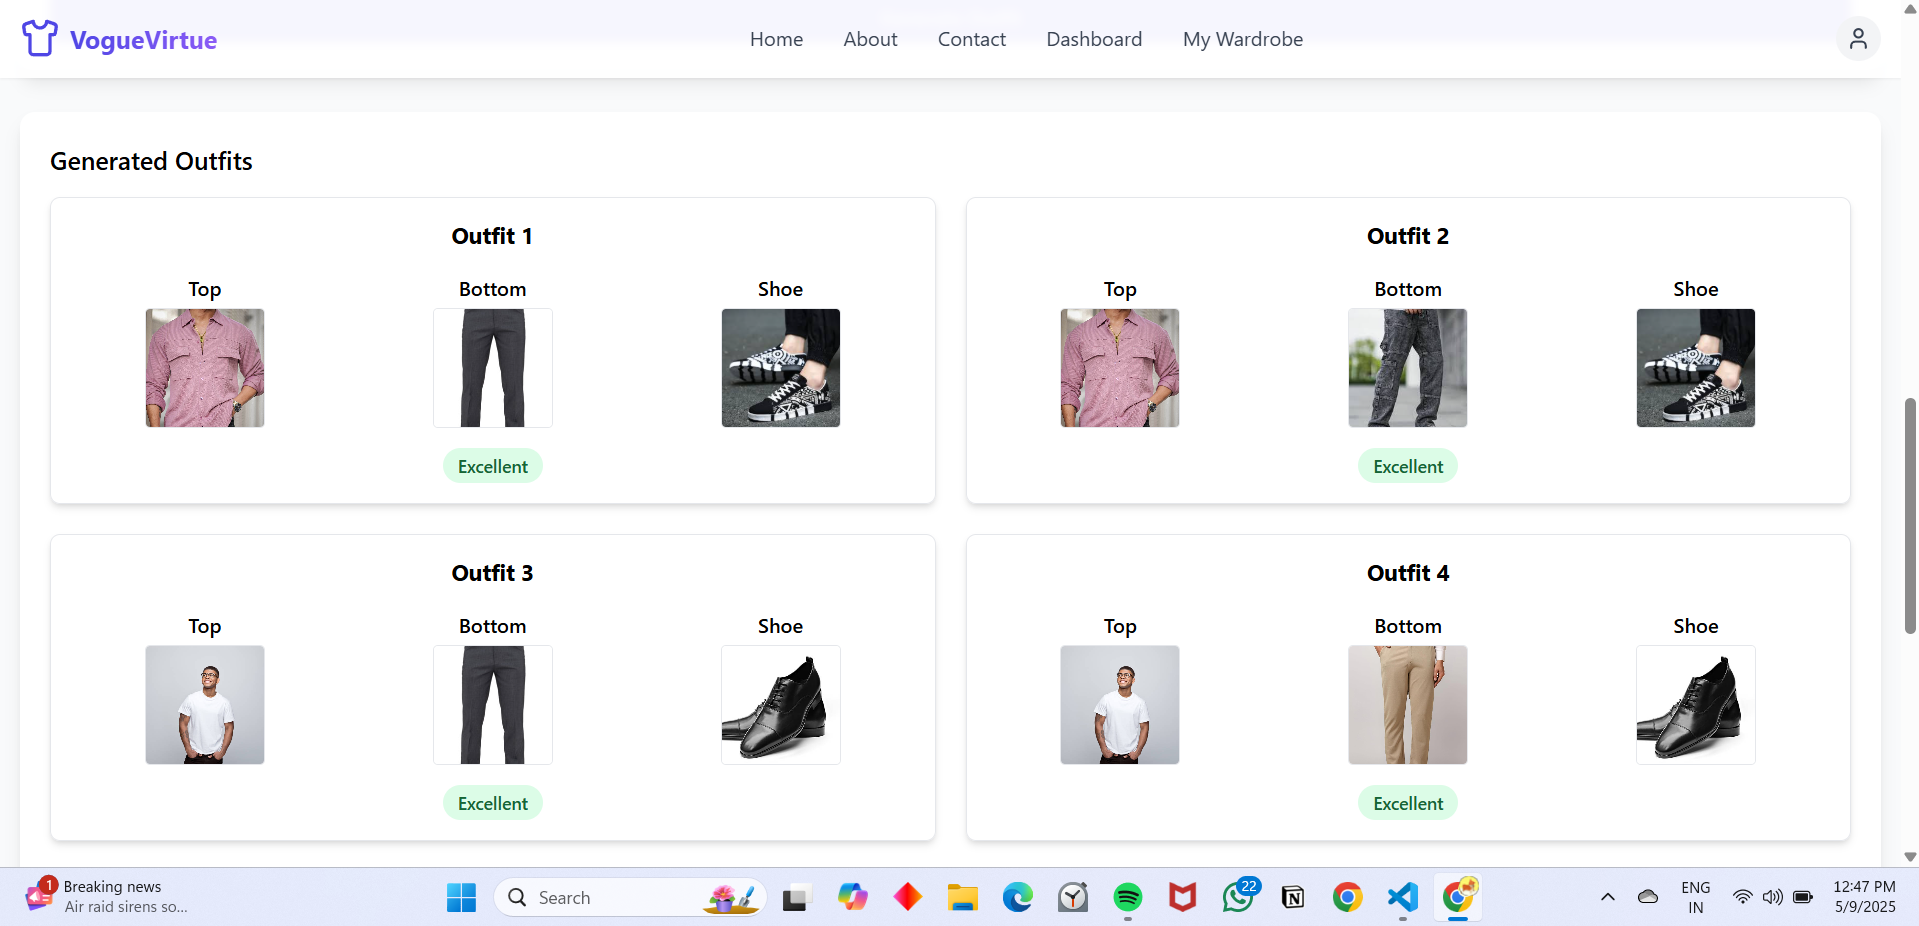 VogueVirtue
Home
About
Contact
Dashboard
My Wardrobe
Generated Outfits
Outfit 1
Top
Bottom
Shoe
Excellent
Outfit 2
Top
Bottom
Shoe
Excellent
Outfit 3
Top
Bottom
Shoe
Excellent
Outfit 4
Top
Bottom
Shoe
Excellent
1
Breaking news
Air raid sirens so...
Search
22
ENG
IN
12:47 PM
5/9/2025